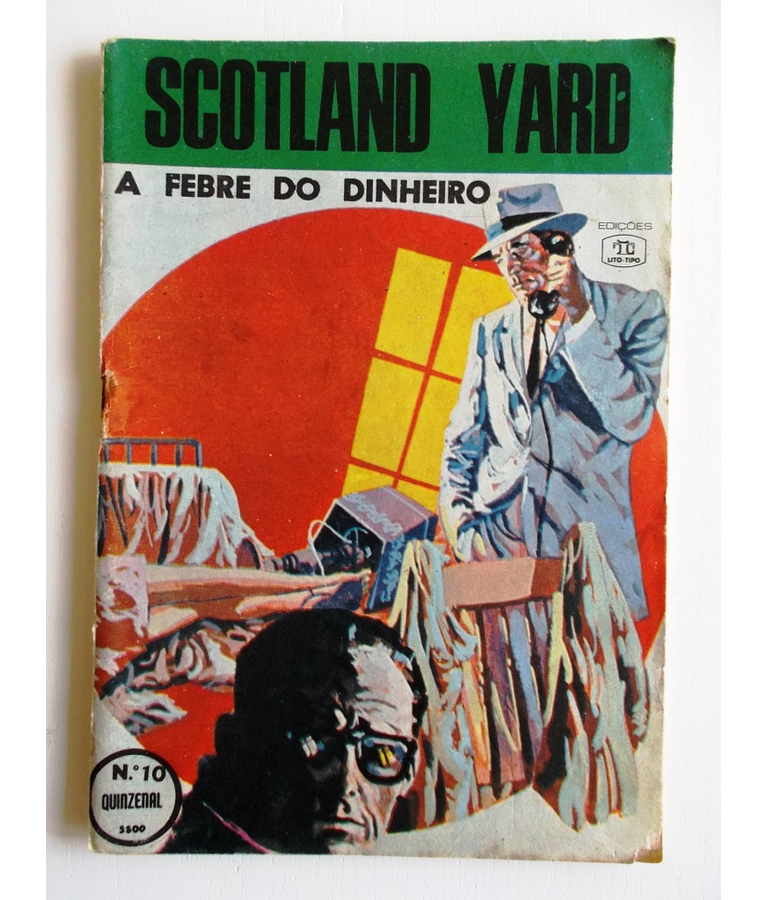 SCOTLAND YARD
A FEBRE DO DINHEIRO
EDIÇÕES
LITO-TIPO
N.º 10
QUINZENAL
5$00